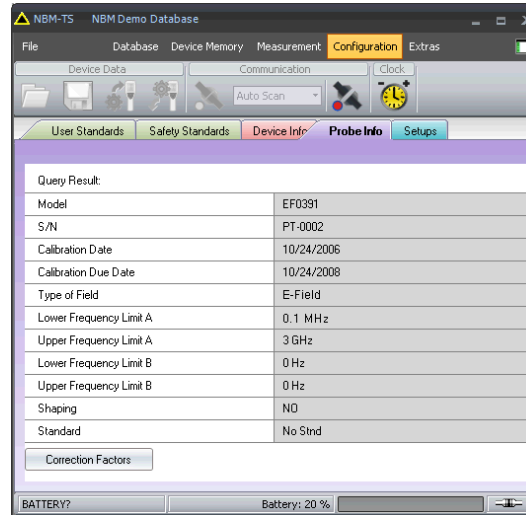 NBM-TS NBM Demo Database
File Database Device Memory Measurement Configuration Extras
Device Data Communication Clock
Auto Scan
User Standards Safety Standards Device Info Probe Info Setups
Query Result:
Model EF0391
S/N PT-0002
Calibration Date 10/24/2006
Calibration Due Date 10/24/2008
Type of Field E-Field
Lower Frequency Limit A 0.1 MHz
Upper Frequency Limit A 3 GHz
Lower Frequency Limit B 0 Hz
Upper Frequency Limit B 0 Hz
Shaping NO
Standard No Stnd
Correction Factors
BATTERY? Battery: 20 %